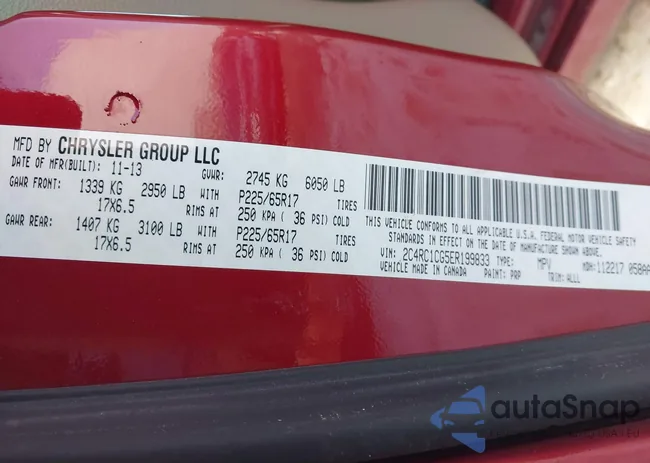 MFD BY CHRYSLER GROUP LLC
DATE OF MFR(BUILT): 11-13 GVWR: 2745 KG 6050 LB
GAWR FRONT: 1339 KG 2950 LB WITH P225/65R17 TIRES
17X6.5 RIMS AT 250 KPA ( 36 PSI) COLD
GAWR REAR: 1407 KG 3100 LB WITH P225/65R17 TIRES
17X6.5 RIMS AT 250 KPA ( 36 PSI) COLD
THIS VEHICLE CONFORMS TO ALL APPLICABLE U.S.A. FEDERAL MOTOR VEHICLE SAFETY
STANDARDS IN EFFECT ON THE DATE OF
MANUFACTURE SHOWN ABOVE.
VIN: 2C4RC1CG5ER199833 TYPE: MPV MDH: 112217
VEHICLE MADE IN CANADA PAINT: PRP TRIM: ALLL
autoSnap